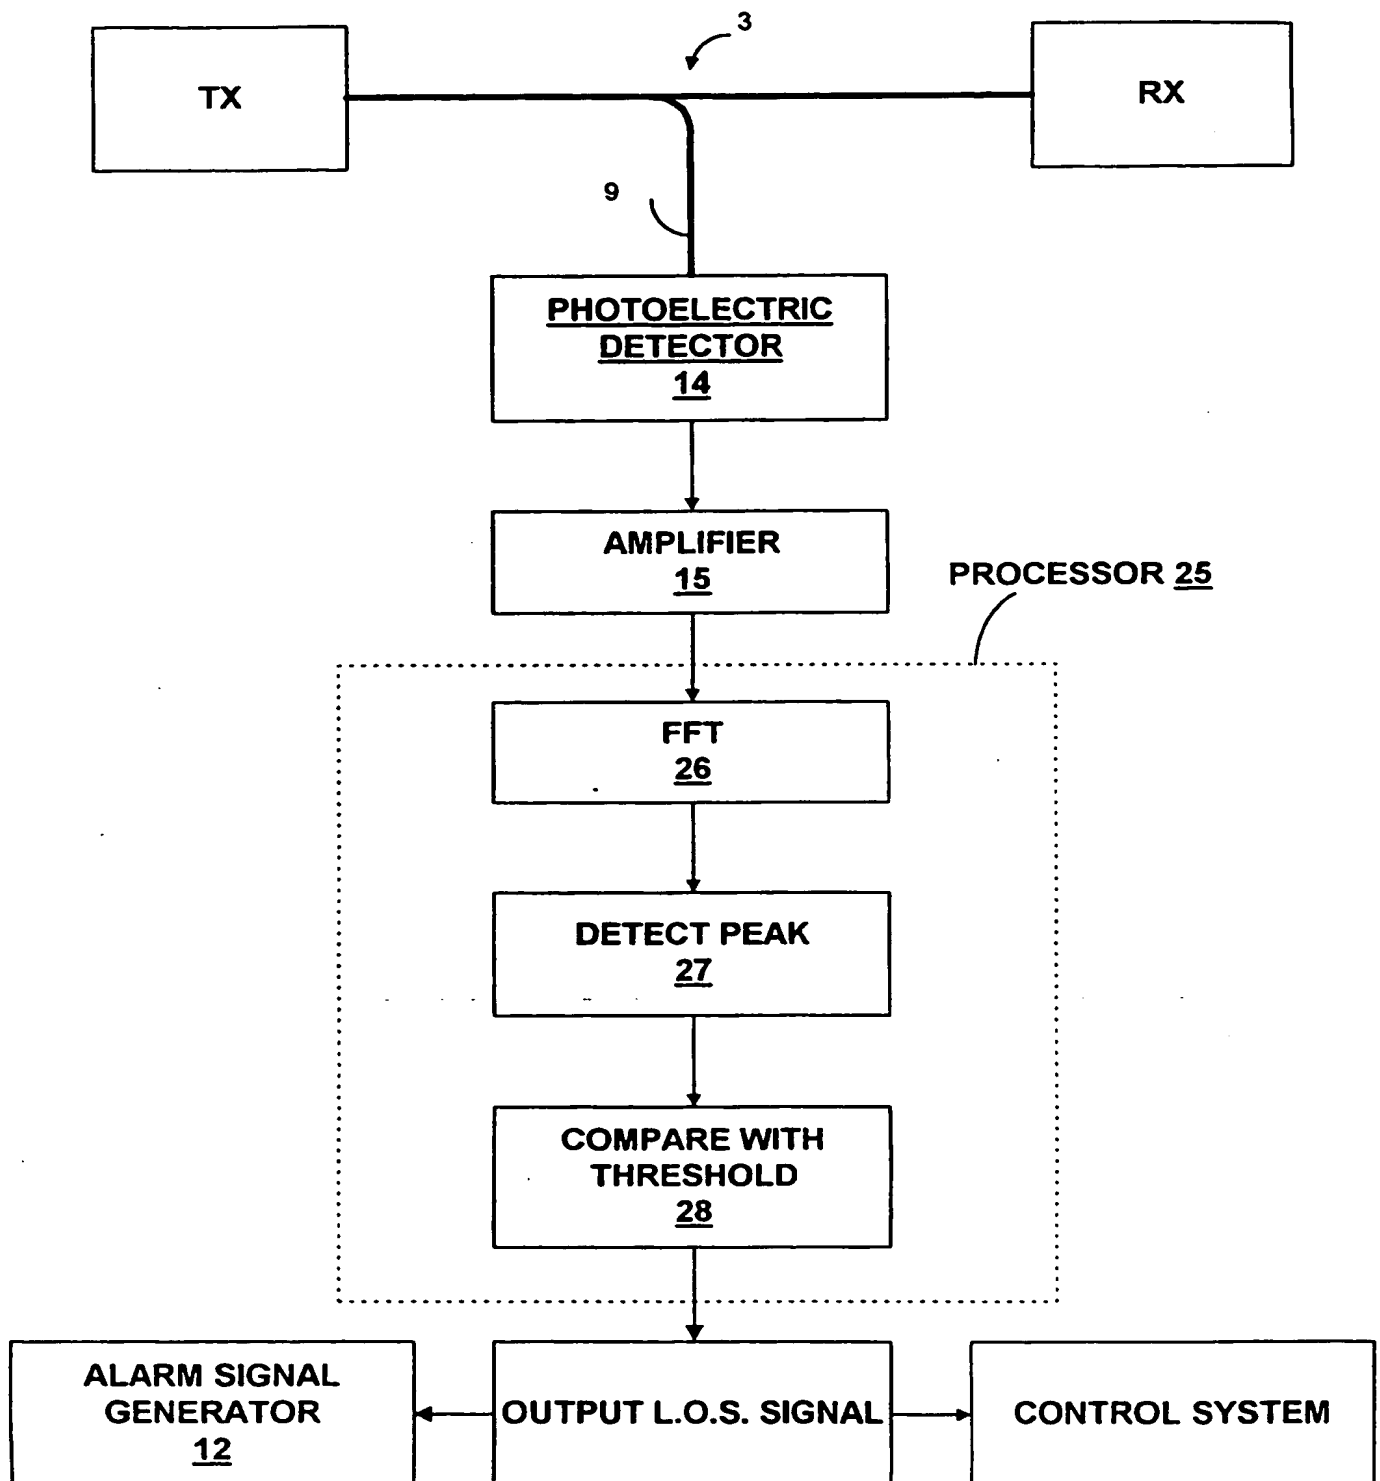 3
TX
RX
9
PHOTOELECTRIC
DETECTOR
14
AMPLIFIER
15
PROCESSOR 25
FFT
26
DETECT PEAK
27
COMPARE WITH
THRESHOLD
28
ALARM SIGNAL
GENERATOR
12
OUTPUT L.O.S. SIGNAL
CONTROL SYSTEM